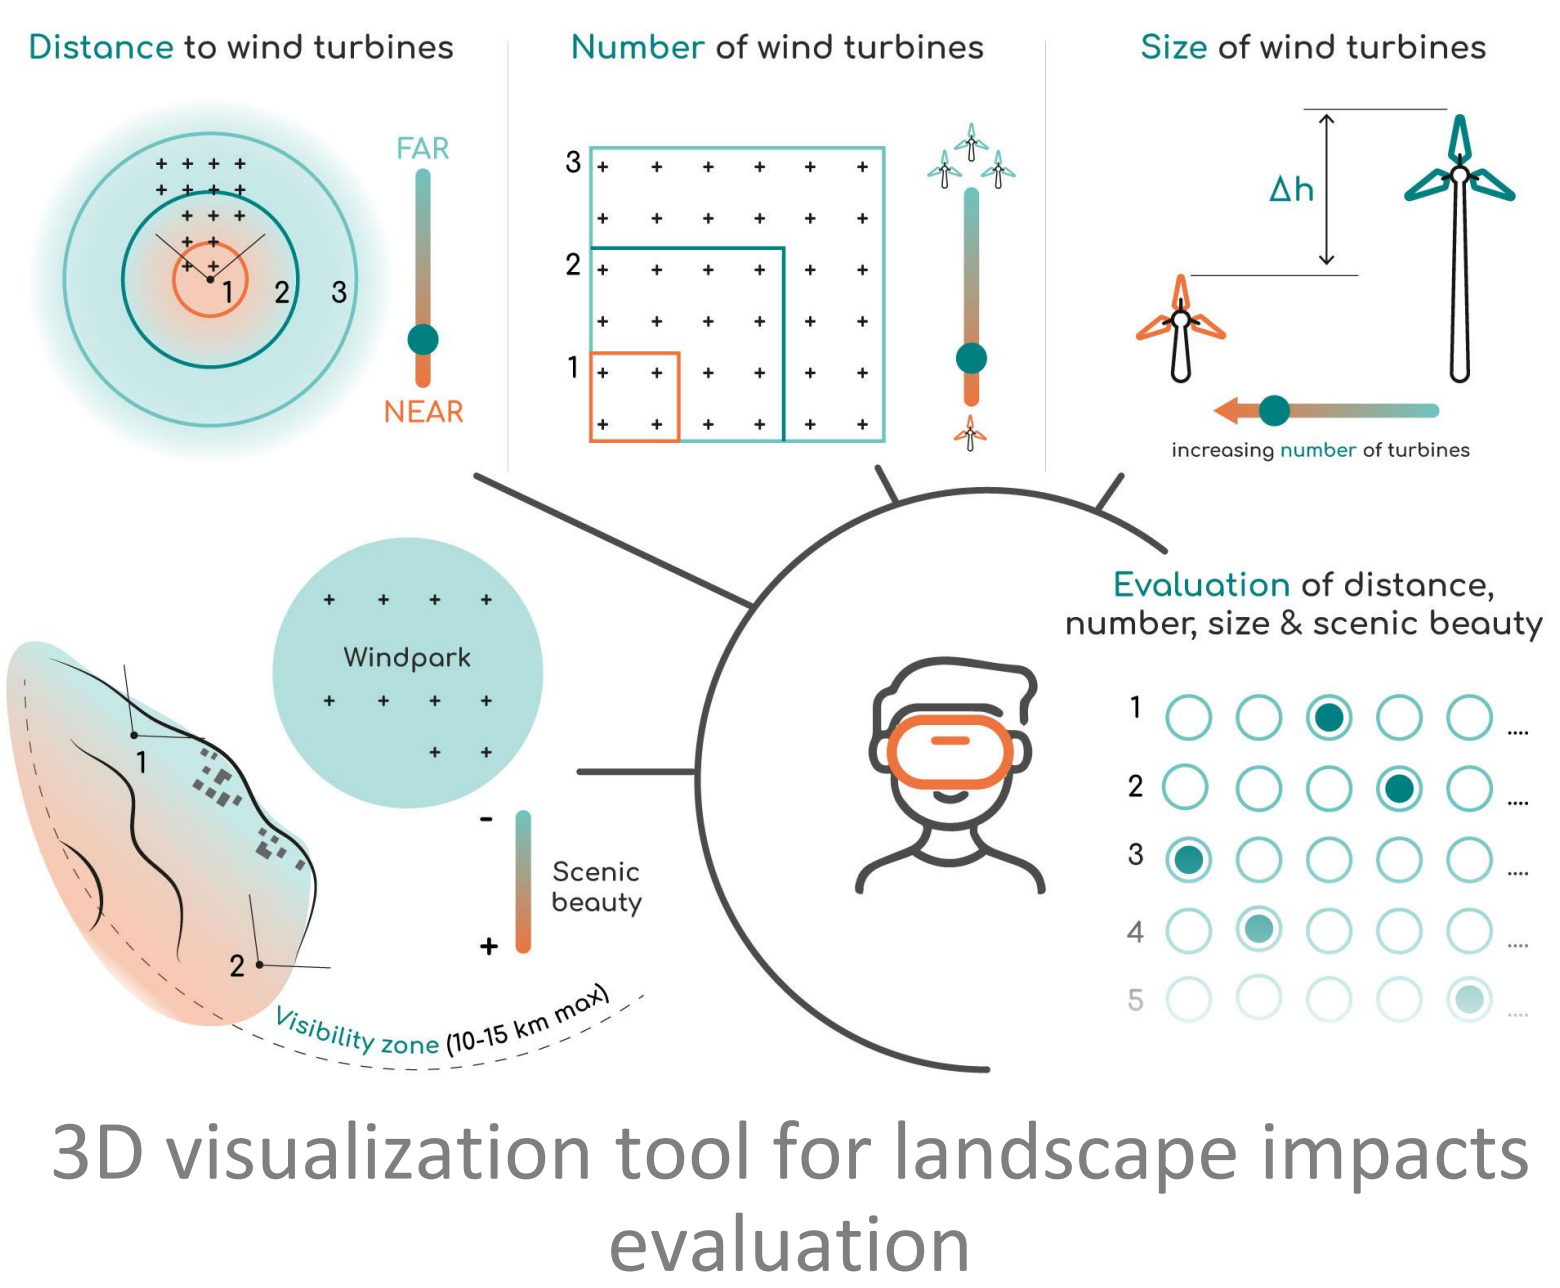 Distance to wind turbines
FAR
1 2 3
NEAR
Number of wind turbines
3
2
1
Size of wind turbines
Δh
increasing number of turbines
Windpark
1
2
-
Scenic
beauty
+
Visibility zone (10-15 km max)
Evaluation of distance,
number, size & scenic beauty
1 ....
2 ....
3 ....
4 ....
5 ....
3D visualization tool for landscape impacts
evaluation